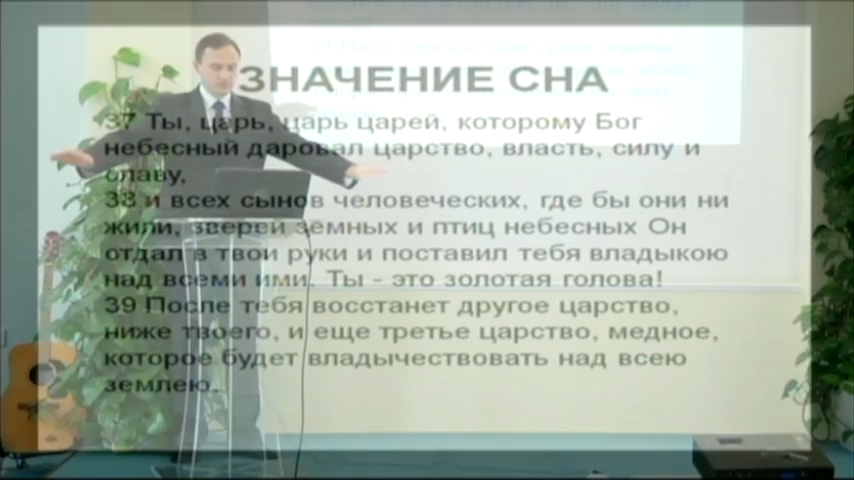 ЗНАЧЕНИЕ СНА
37 Ты, царь, царь царей, которому Бог
небесный даровал царство, власть, силу и
славу,
38 и всех сынов человеческих, где бы они ни
жили, зверей земных и птиц небесных Он
отдал в твои руки и поставил тебя владыкою
над всеми ими. Ты - это золотая голова!
39 После тебя восстанет другое царство,
ниже твоего, и еще третье царство, медное,
которое будет владычествовать над всею
землею.